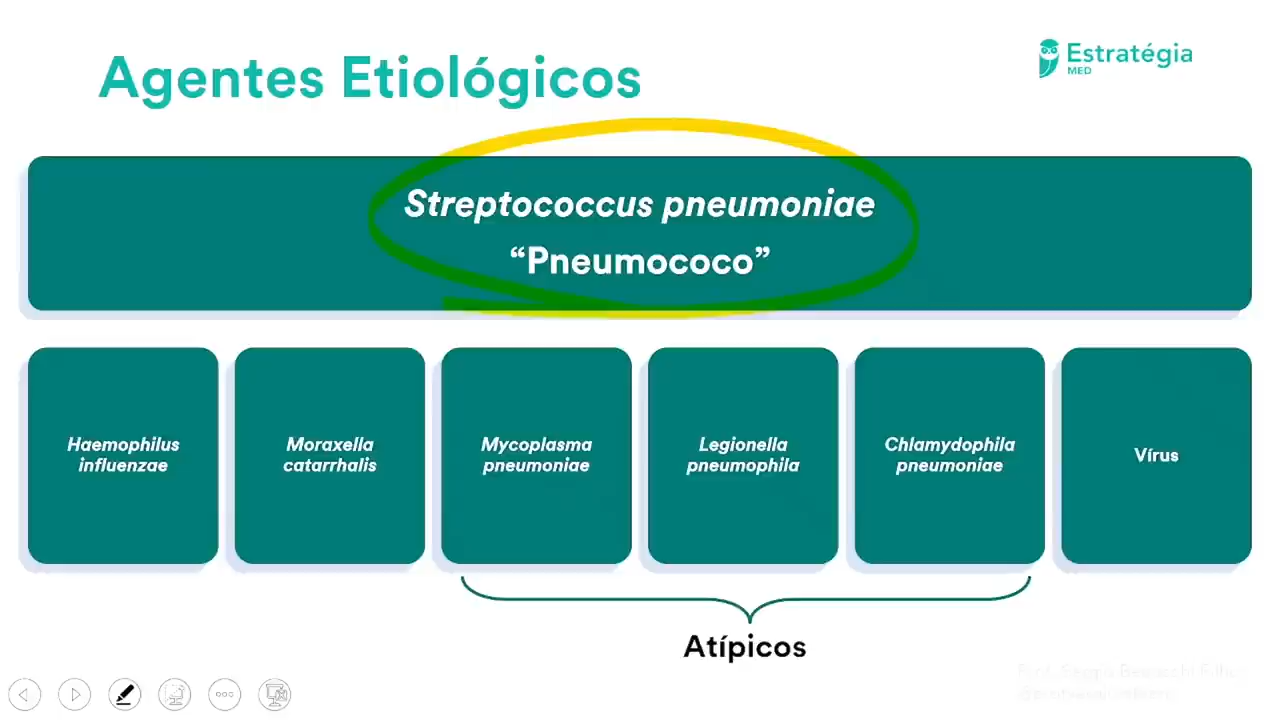 Agentes Etiológicos
Estratégia
MED
Streptococcus pneumoniae
“Pneumococo”
Haemophilus
influenzae
Moraxella
catarrhalis
Mycoplasma
pneumoniae
Legionella
pneumophila
Chlamydophila
pneumoniae
Vírus
Atípicos